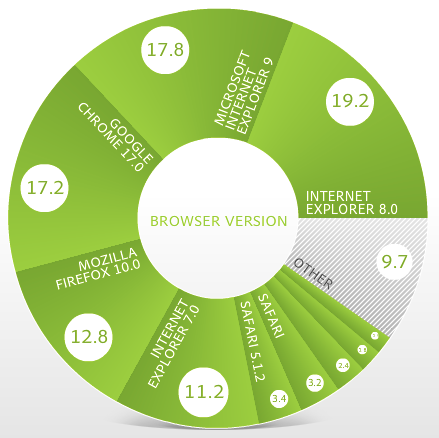 17.8
MICROSOFT
INTERNET
EXPLORER 9
19.2
INTERNET
EXPLORER 8.0
GOOGLE
CHROME 17.0
17.2
BROWSER VERSION
MOZILLA
FIREFOX 10.0
12.8
INTERNET
EXPLORER 7.0
11.2
SAFARI 5.1.2
3.4
SAFARI
3.2
2.4
OTHER
9.7